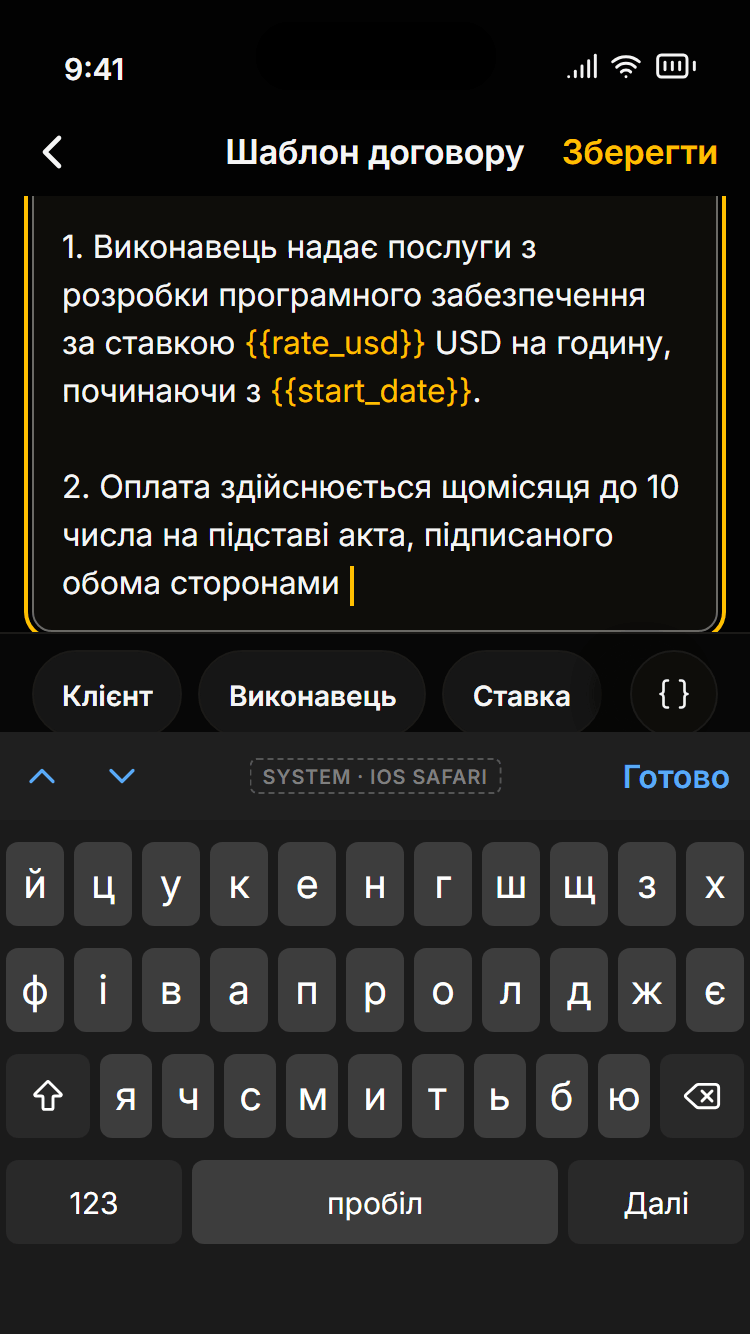 9:41
Шаблон договору
Зберегти
1. Виконавець надає послуги з
розробки програмного забезпечення
за ставкою {{rate_usd}} USD на годину,
починаючи з {{start_date}}.
2. Оплата здійснюється щомісяця до 10
числа на підставі акта, підписаного
обома сторонами
Клієнт
Виконавець
Ставка
{ }
SYSTEM · IOS SAFARI
Готово
й ц у к е н г ш щ з х
ф і в а п р о л д ж є
я ч с м и т ь б ю
123
пробіл
Далі